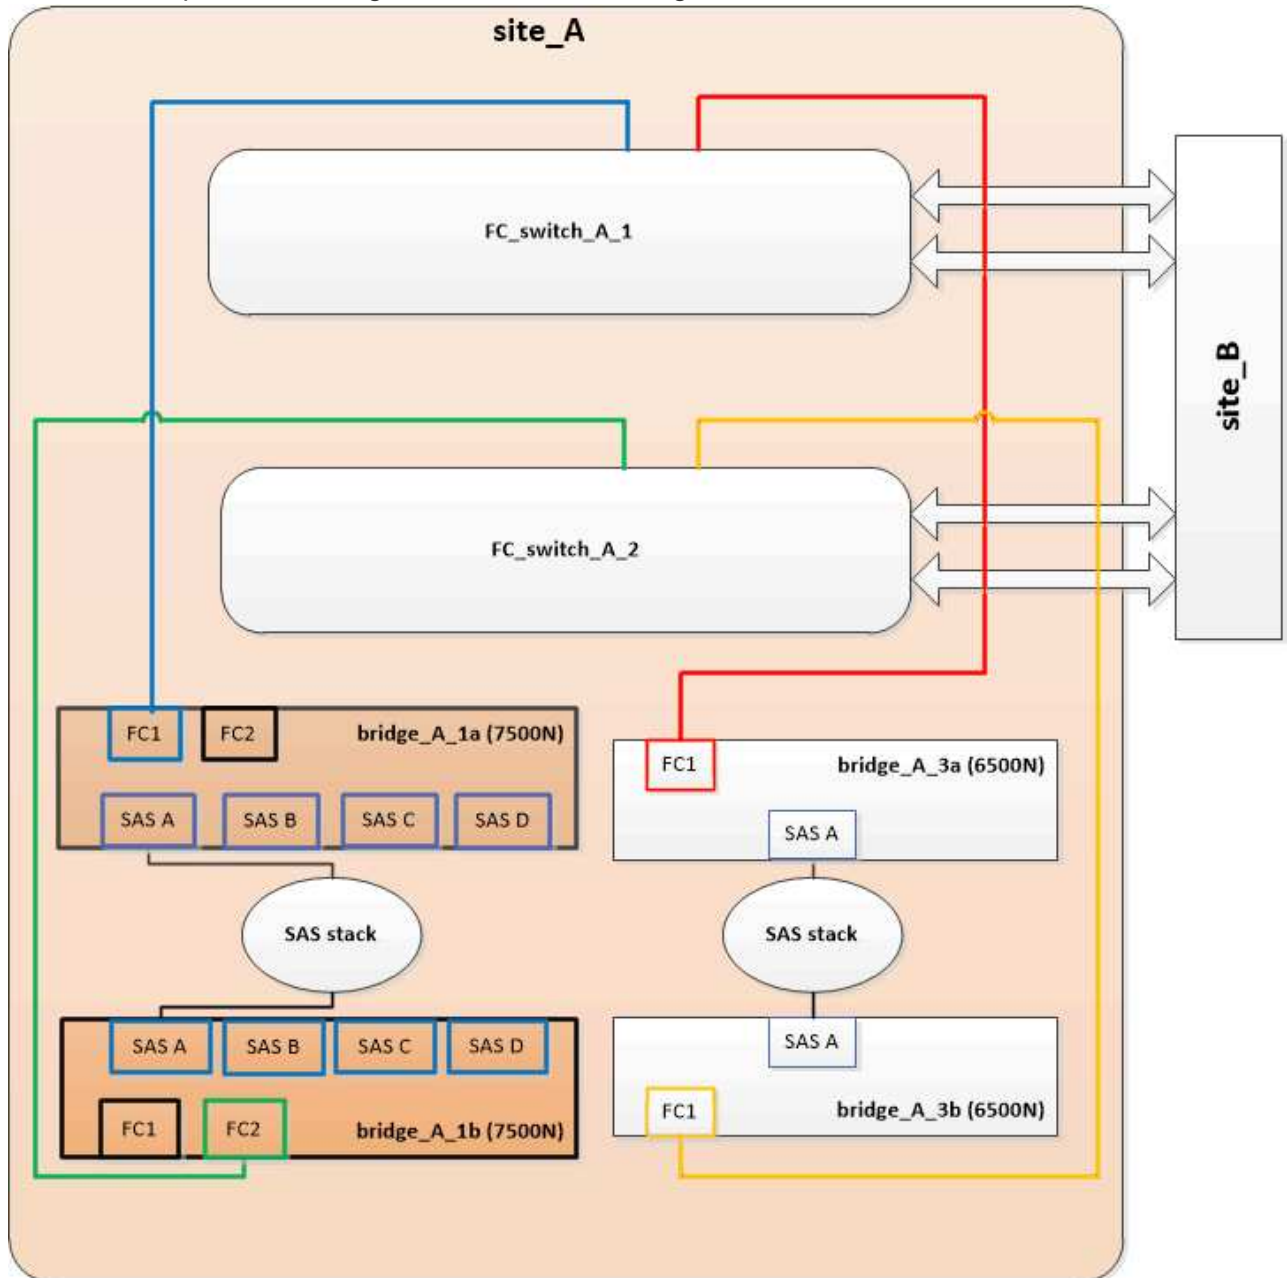 site_A
FC_switch_A_1
site_B
FC_switch_A_2
FC1
FC2
bridge_A_1a (7500N)
SAS A
SAS B
SAS C
SAS D
FC1
bridge_A_3a (6500N)
SAS A
SAS stack
SAS stack
SAS A
SAS B
SAS C
SAS D
FC1
FC2
bridge_A_1b (7500N)
SAS A
FC1
bridge_A_3b (6500N)